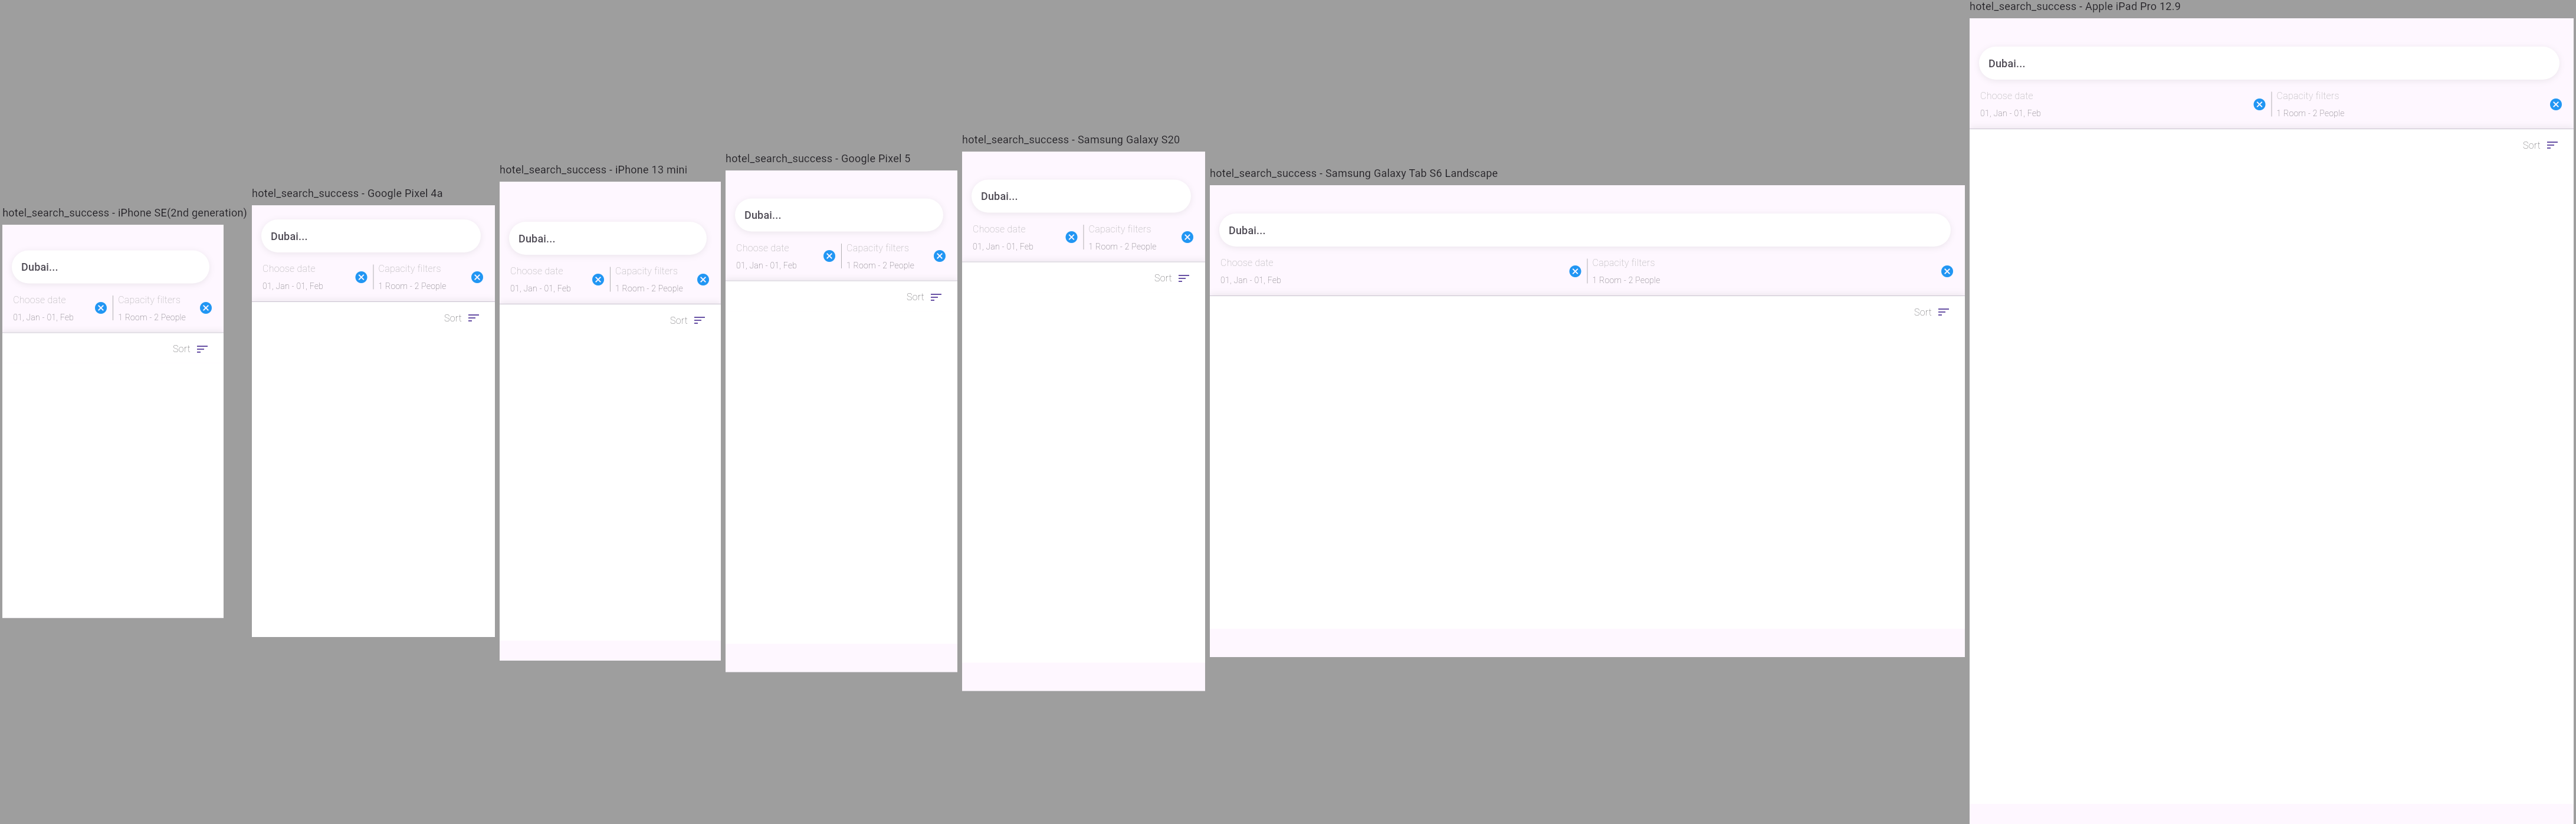 hotel_search_success - iPhone SE(2nd generation)
Dubai...
Choose date
Capacity filters
01, Jan - 01, Feb
1 Room - 2 People
Sort
hotel_search_success - Google Pixel 4a
Dubai...
Choose date
Capacity filters
01, Jan - 01, Feb
1 Room - 2 People
Sort
hotel_search_success - iPhone 13 mini
Dubai...
Choose date
Capacity filters
01, Jan - 01, Feb
1 Room - 2 People
Sort
hotel_search_success - Google Pixel 5
Dubai...
Choose date
Capacity filters
01, Jan - 01, Feb
1 Room - 2 People
Sort
hotel_search_success - Samsung Galaxy S20
Dubai...
Choose date
Capacity filters
01, Jan - 01, Feb
1 Room - 2 People
Sort
hotel_search_success - Samsung Galaxy Tab S6 Landscape
Dubai...
Choose date
Capacity filters
01, Jan - 01, Feb
1 Room - 2 People
Sort
hotel_search_success - Apple iPad Pro 12.9
Dubai...
Choose date
Capacity filters
01, Jan - 01, Feb
1 Room - 2 People
Sort